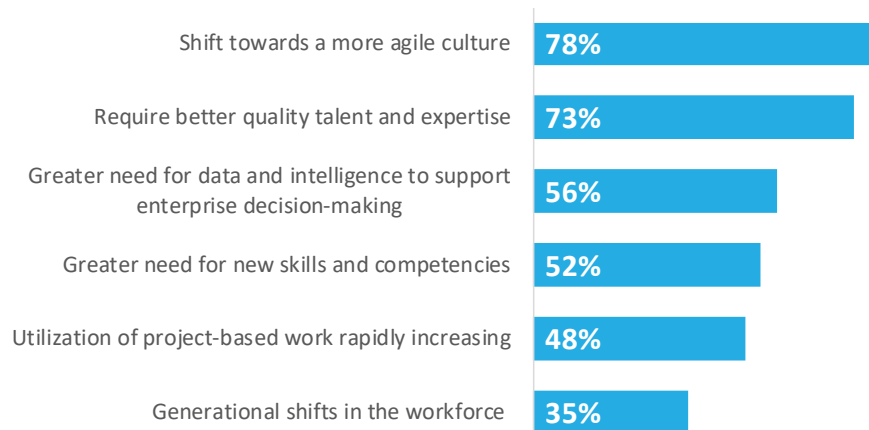 Shift towards a more agile culture 78%
Require better quality talent and expertise 73%
Greater need for data and intelligence to support
enterprise decision-making 56%
Greater need for new skills and competencies 52%
Utilization of project-based work rapidly increasing 48%
Generational shifts in the workforce 35%